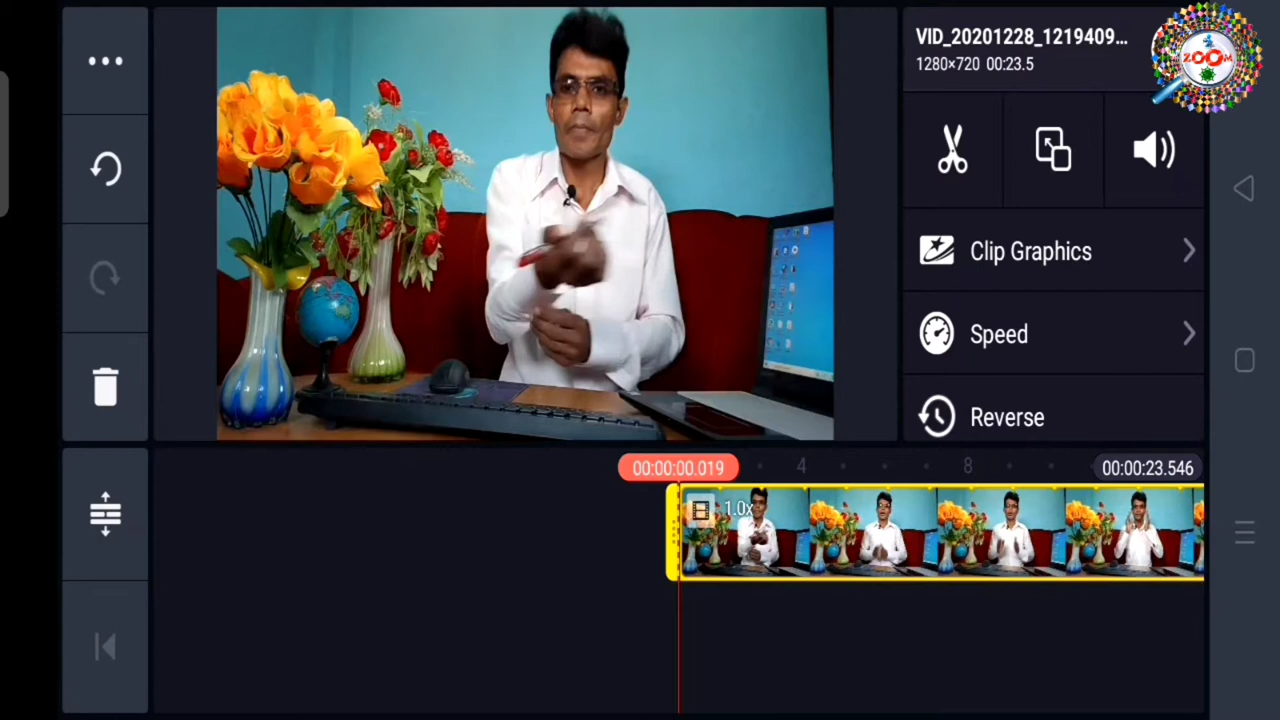 VID_20201228_1219409...
1280×720 00:23.5
ZOOM
Clip Graphics
Speed
Reverse
00:00:00.019
4
8
00:00:23.546
1.0x